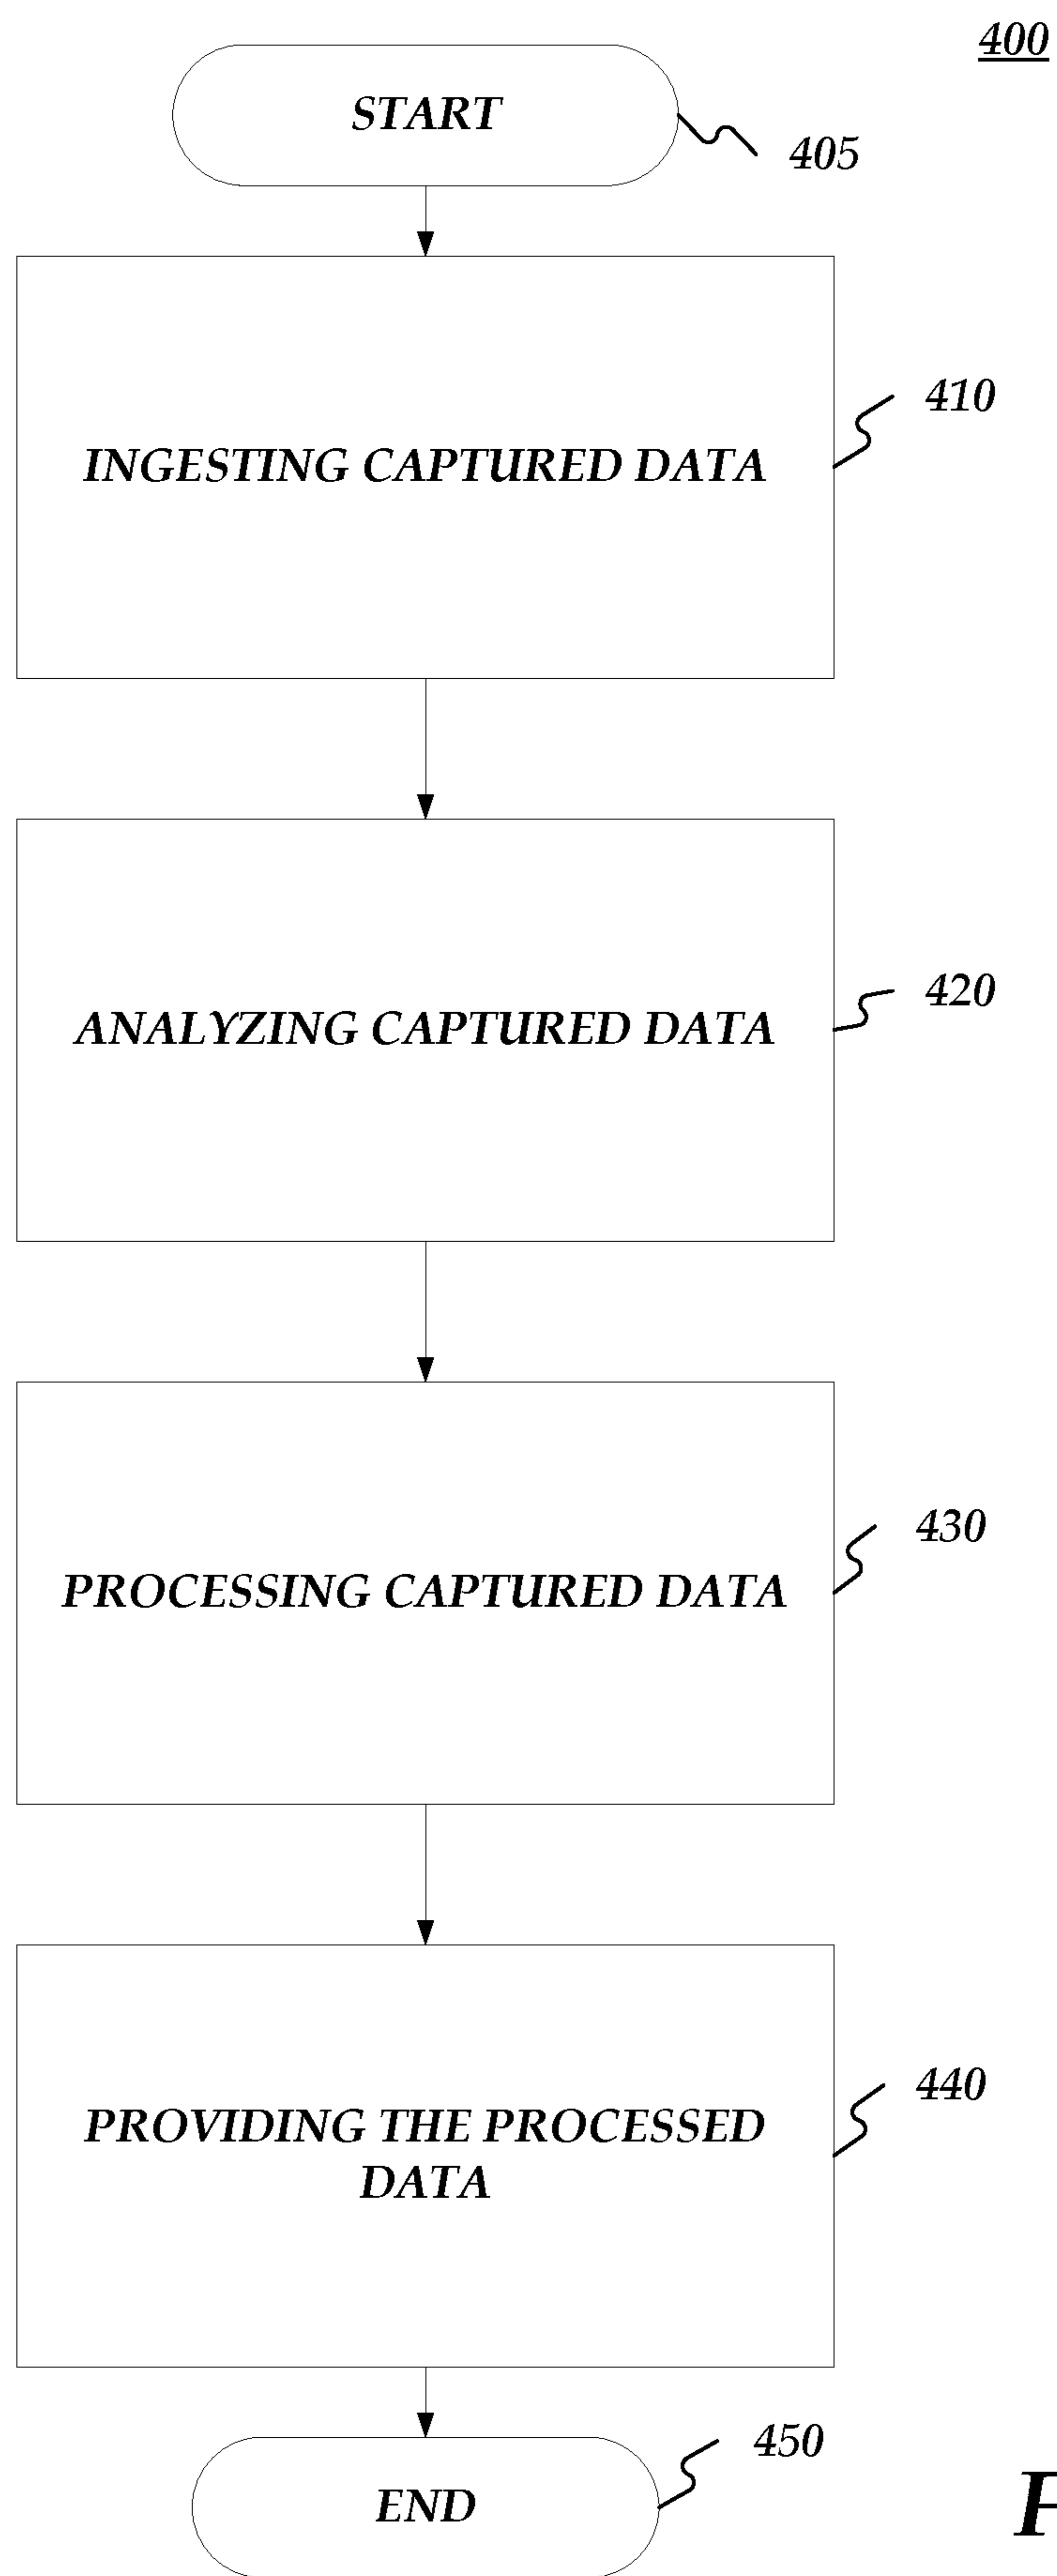 400
START
405
INGESTING CAPTURED DATA
410
ANALYZING CAPTURED DATA
420
PROCESSING CAPTURED DATA
430
PROVIDING THE PROCESSED
DATA
440
END
450